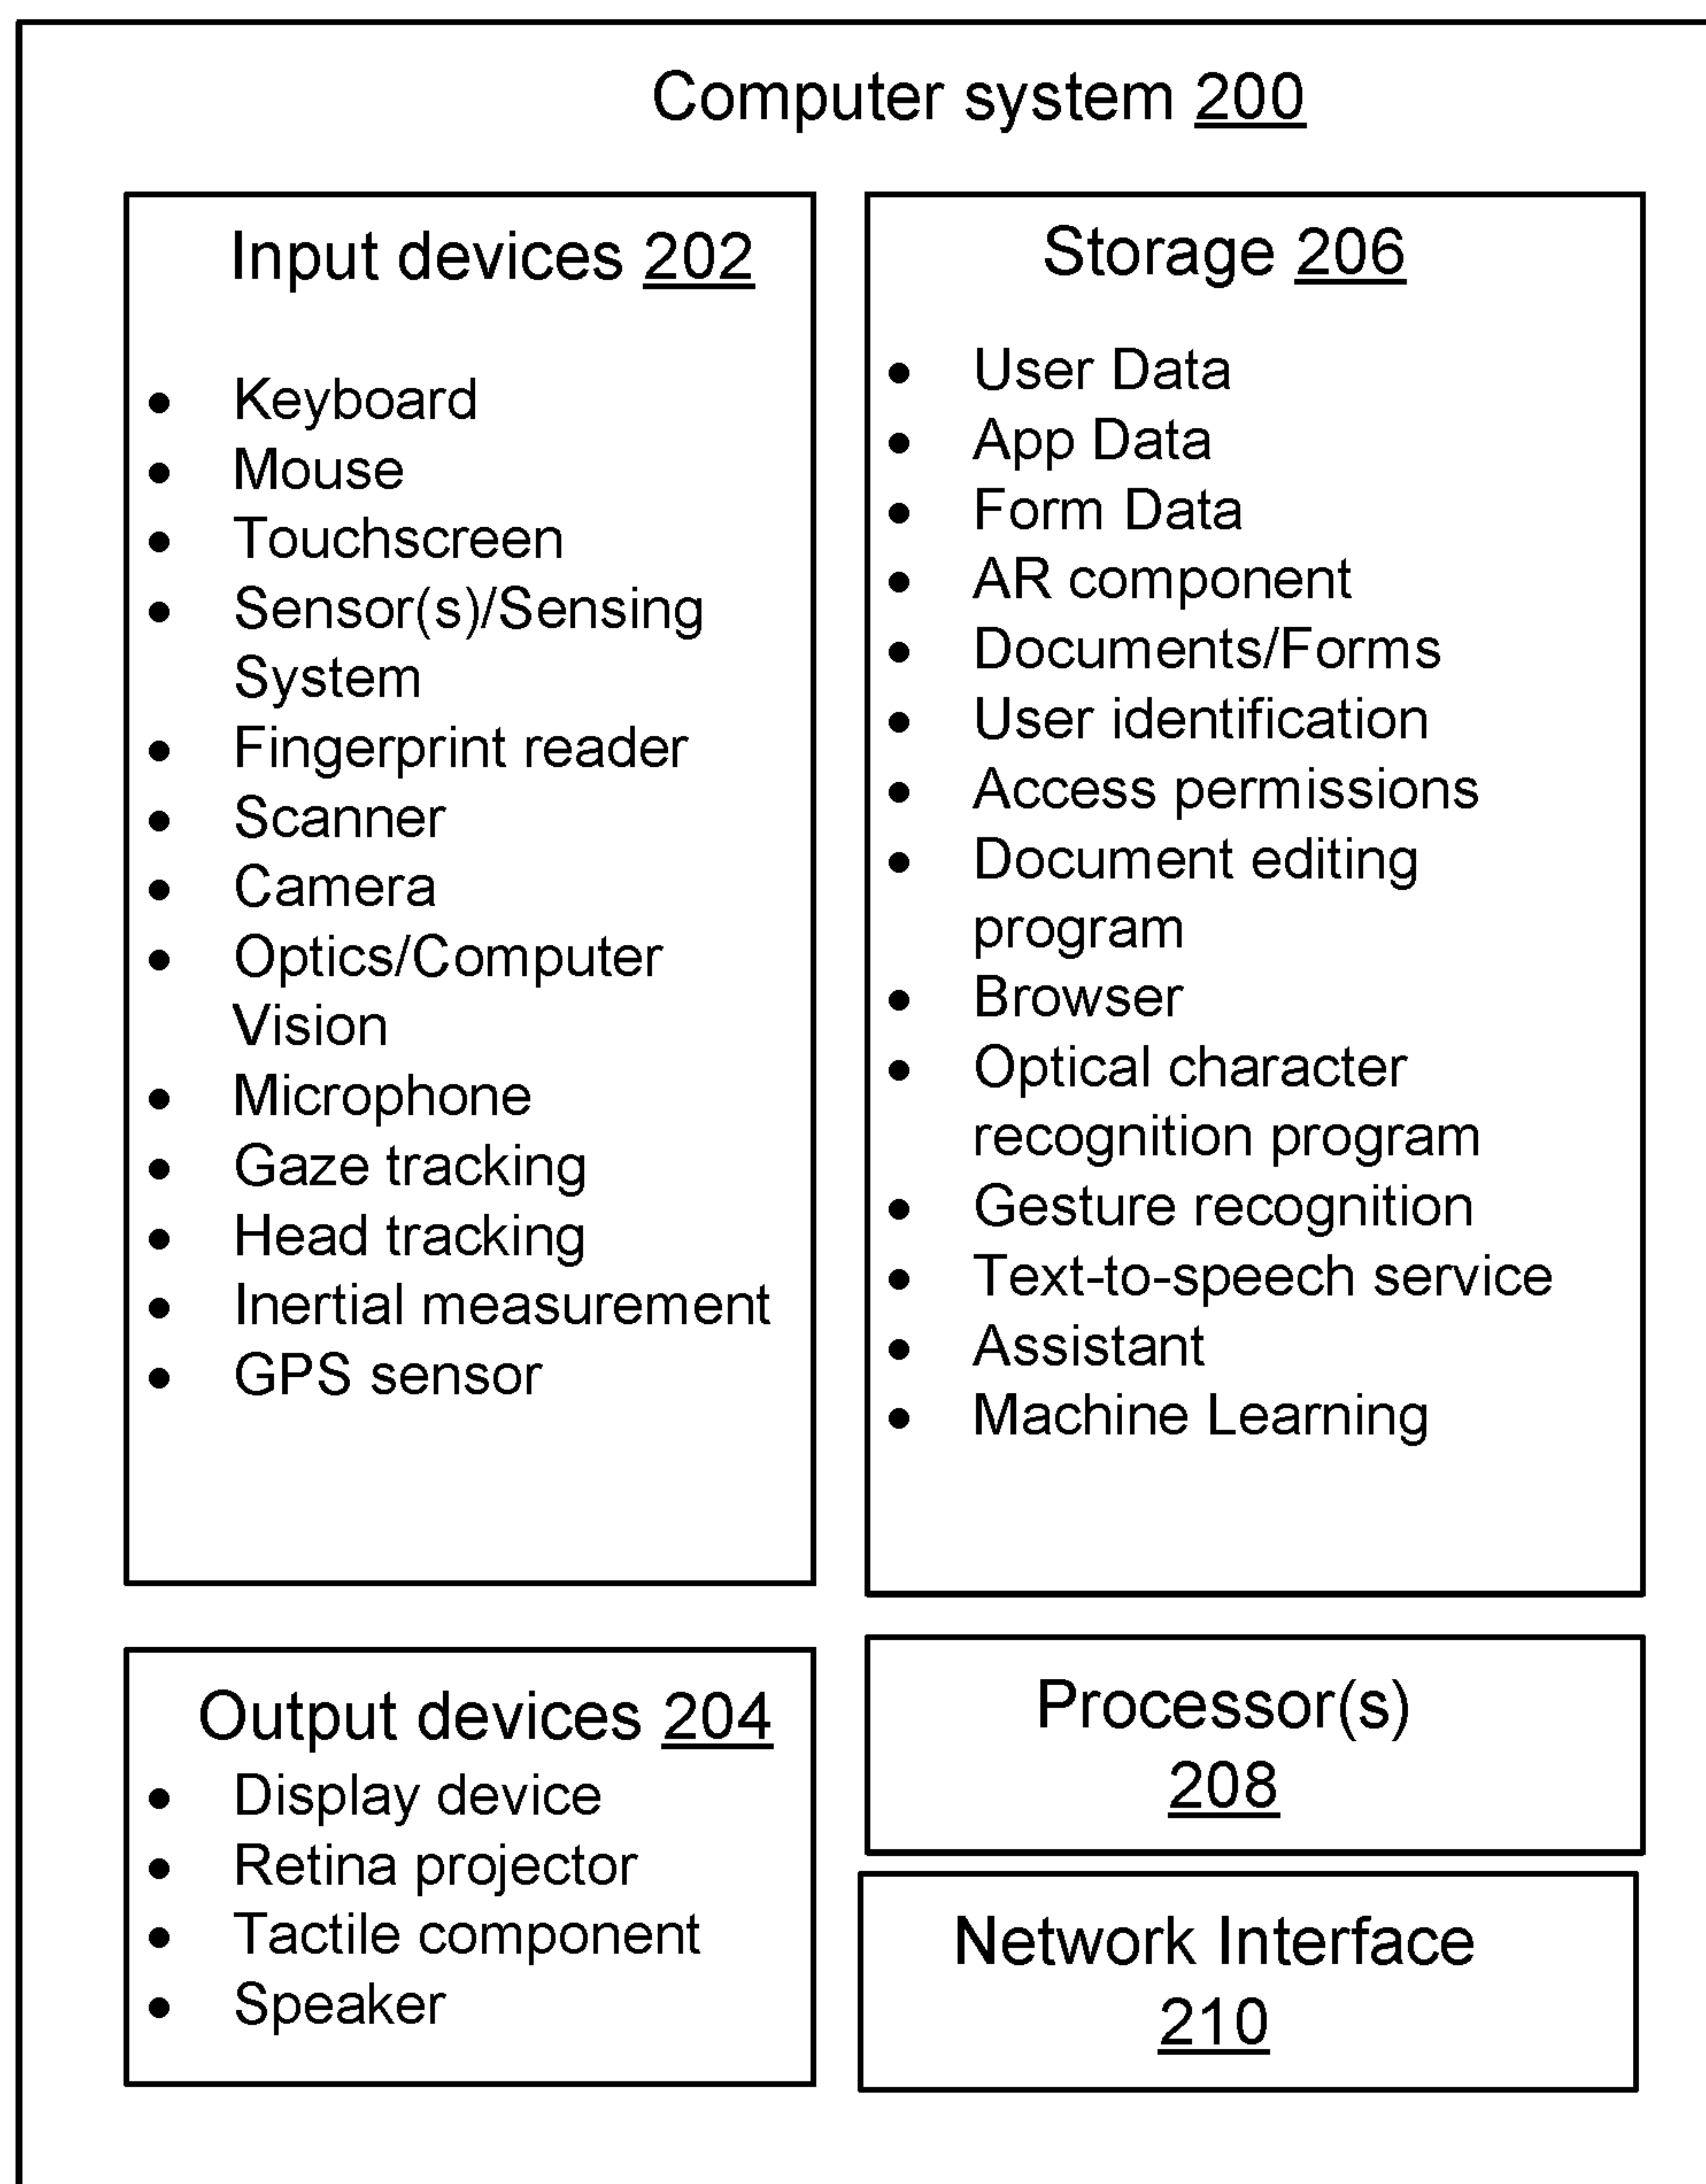 Computer system 200
Input devices 202
• Keyboard
• Mouse
• Touchscreen
• Sensor(s)/Sensing
System
• Fingerprint reader
• Scanner
• Camera
• Optics/Computer
Vision
• Microphone
• Gaze tracking
• Head tracking
• Inertial measurement
• GPS sensor
Storage 206
• User Data
• App Data
• Form Data
• AR component
• Documents/Forms
• User identification
• Access permissions
• Document editing
program
• Browser
• Optical character
recognition program
• Gesture recognition
• Text-to-speech service
• Assistant
• Machine Learning
Output devices 204
• Display device
• Retina projector
• Tactile component
• Speaker
Processor(s)
208
Network Interface
210